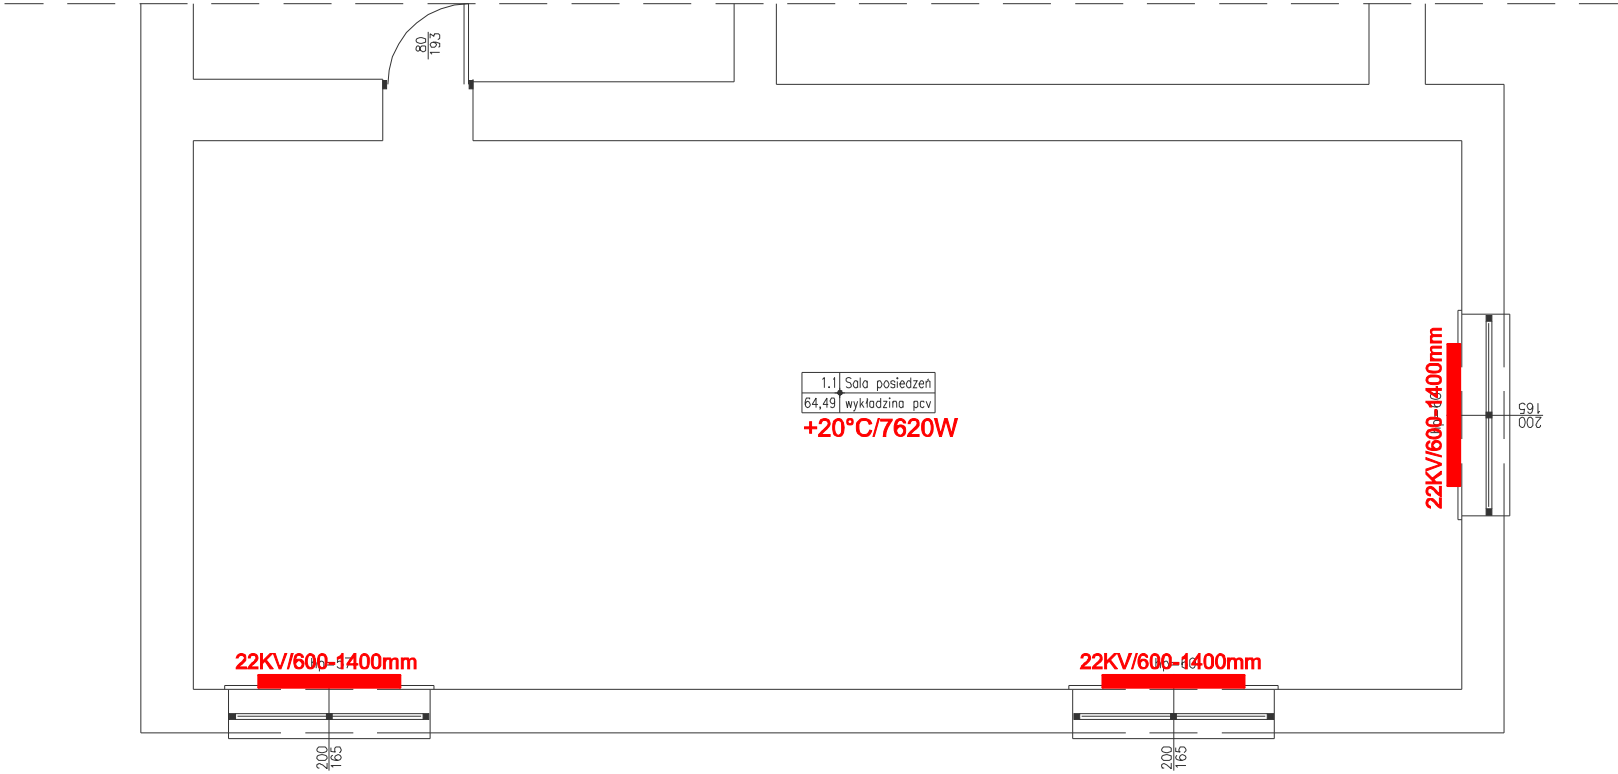 80
193
1.1 Sala posiedzeń
64,49 wykładzina pcv
+20°C/7620W
22KV/600-1400mm
165
200
22KV/600-1400mm
22KV/600-1400mm
200
165
200
165